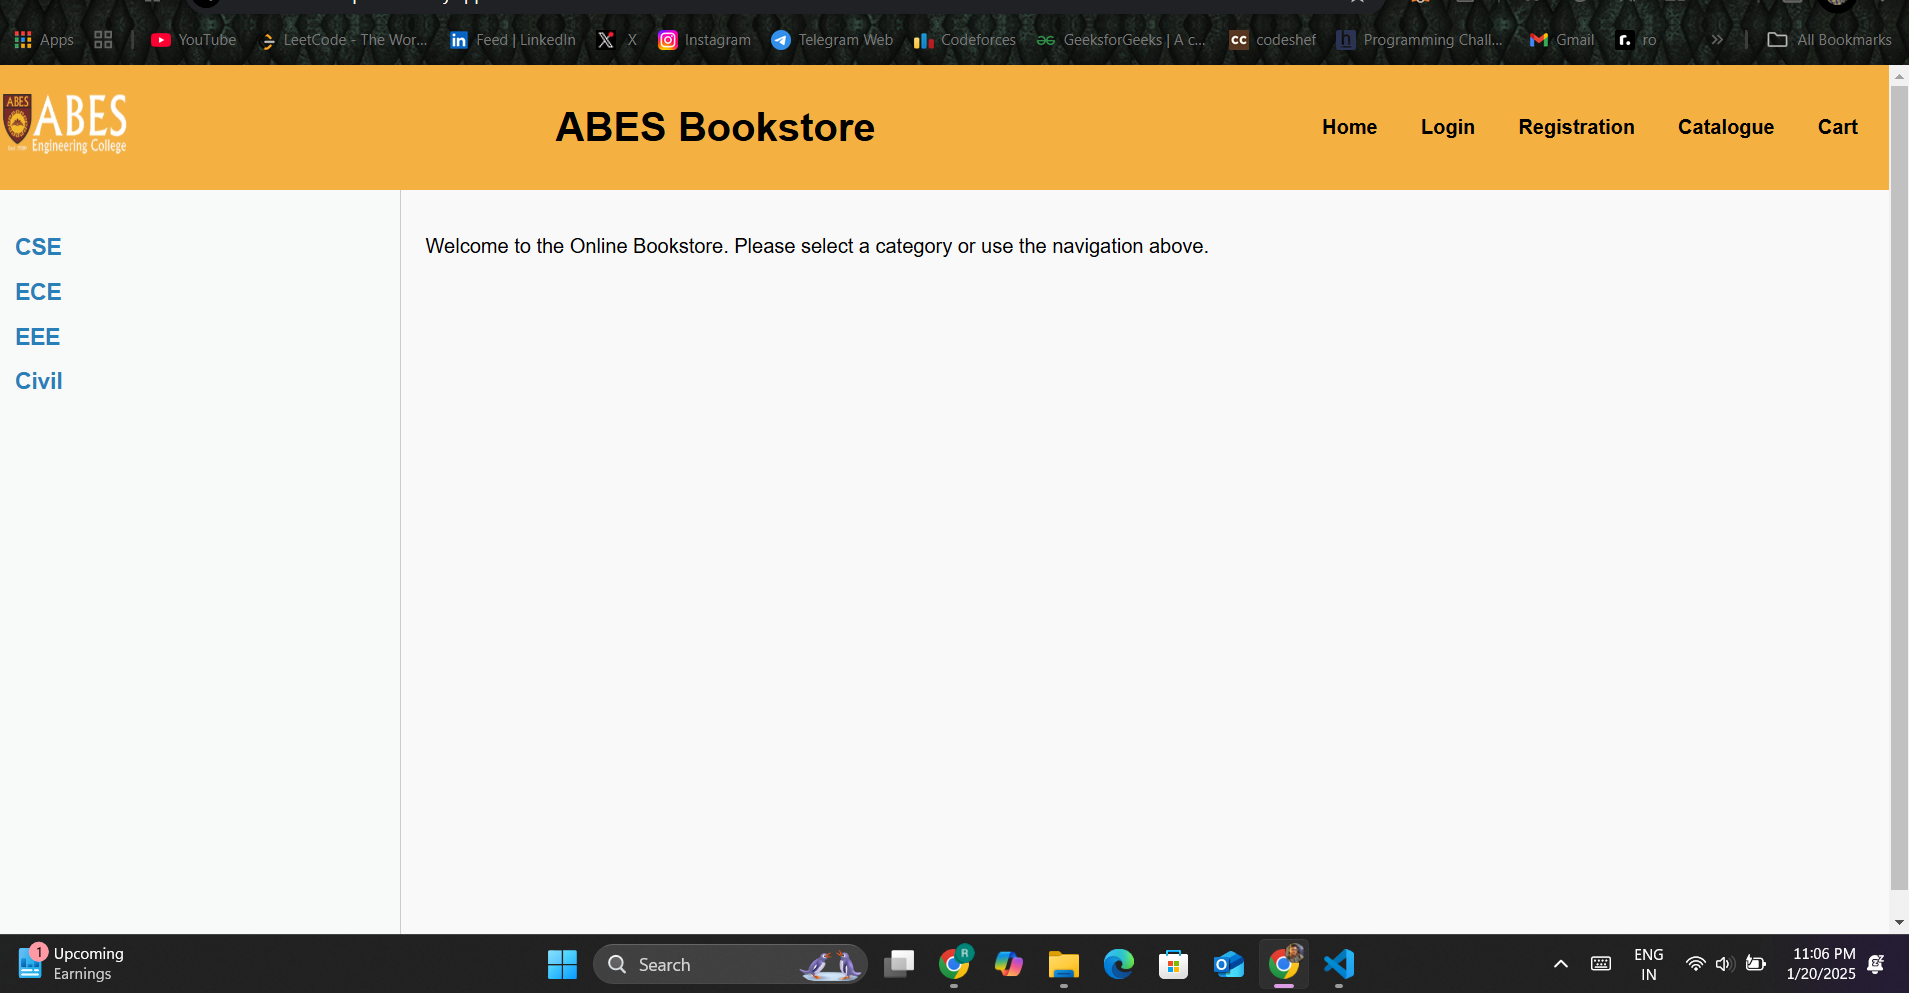 Apps YouTube LeetCode - The Wor... Feed | LinkedIn X Instagram Telegram Web Codeforces GeeksforGeeks | A c... codeshef Programming Chall... Gmail ro All Bookmarks
ABES
ABES
Engineering College
ABES Bookstore
Home Login Registration Catalogue Cart
CSE
ECE
EEE
Civil
Welcome to the Online Bookstore. Please select a category or use the navigation above.
1
Upcoming
Earnings
Search
R
ENG
IN
11:06 PM
1/20/2025